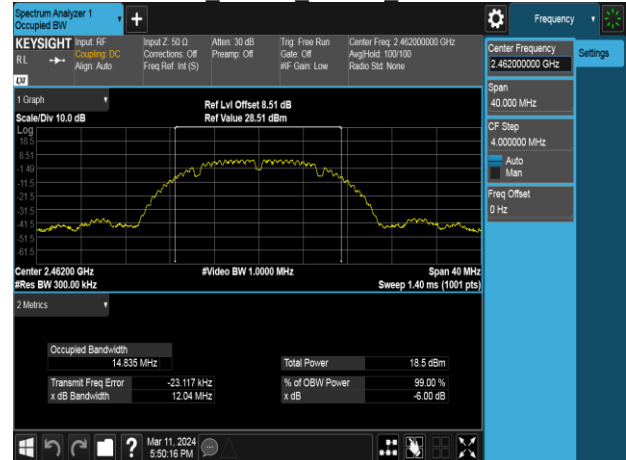 Spectrum Analyzer 1
Occupied BW
Frequency
KEYSIGHT
RL
LXI
Input: RF
Coupling: DC
Align: Auto
Input Z: 50 Ω
Corrections: Off
Freq Ref: Int (S)
Atten: 30 dB
Preamp: Off
Trig: Free Run
Gate: Off
#IF Gain: Low
Center Freq: 2.462000000 GHz
Avg|Hold: 100/100
Radio Std: None
Center Frequency
2.462000000 GHz
Settings
Span
40.000 MHz
CF Step
4.000000 MHz
Auto
Man
Freq Offset
0 Hz
1 Graph
Scale/Div 10.0 dB
Ref Lvl Offset 8.51 dB
Ref Value 28.51 dBm
Log
18.5
8.51
-1.49
-11.5
-21.5
-31.5
-41.5
-51.5
-61.5
Center 2.46200 GHz
#Res BW 300.00 kHz
#Video BW 1.0000 MHz
Span 40 MHz
Sweep 1.40 ms (1001 pts)
2 Metrics
Occupied Bandwidth
14.835 MHz
Total Power 18.5 dBm
Transmit Freq Error -23.117 kHz
% of OBW Power 99.00 %
x dB Bandwidth 12.04 MHz
x dB -6.00 dB
?
Mar 11, 2024
5:50:16 PM